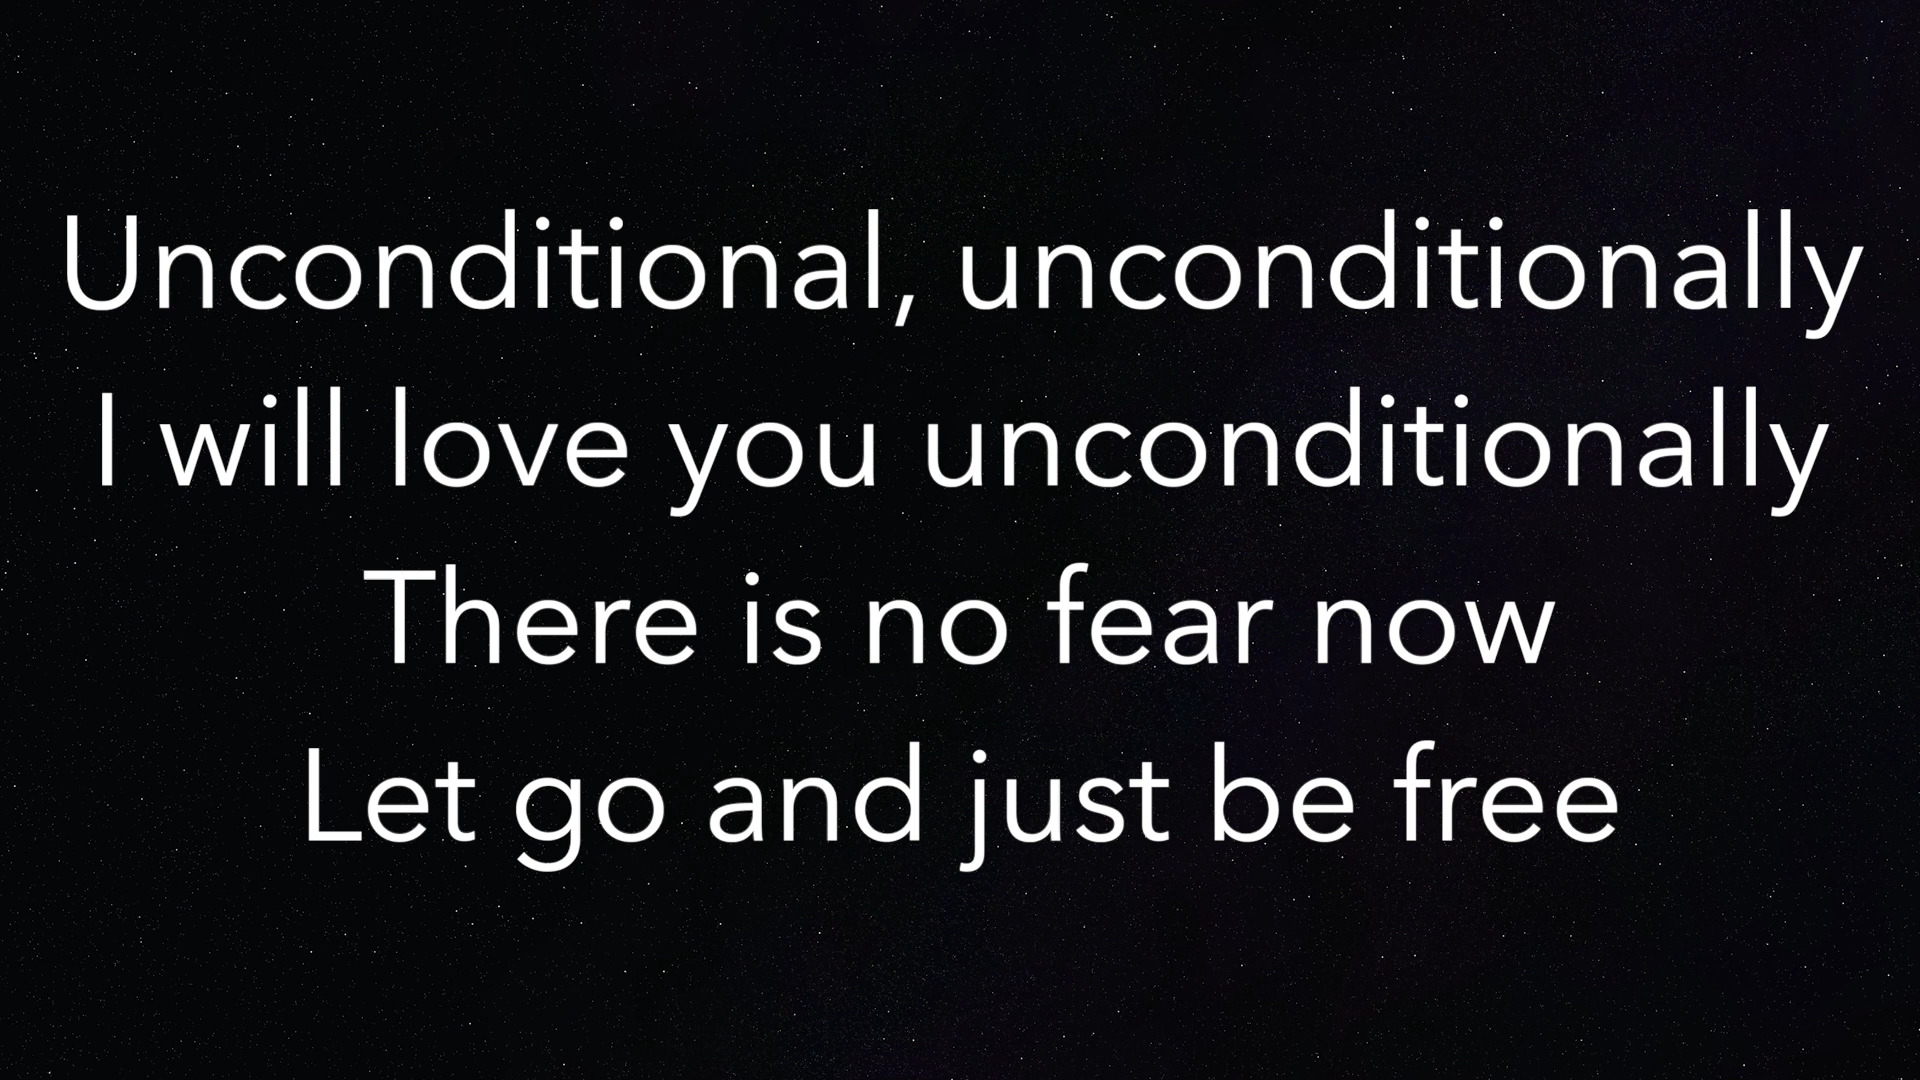 Unconditional, unconditionally
I will love you unconditionally
There is no fear now
Let go and just be free